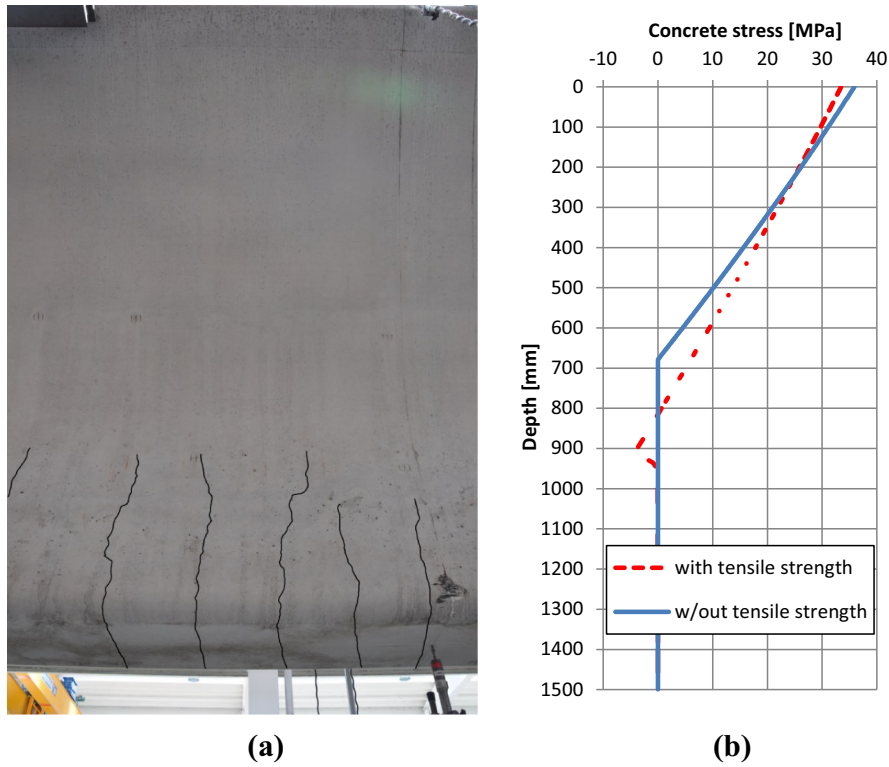 Concrete stress [MPa]
-10 0 10 20 30 40
0
100
200
300
400
500
600
700
800
900
1000
1100
1200
1300
1400
1500
Depth [mm]
with tensile strength
w/out tensile strength
(a)
(b)